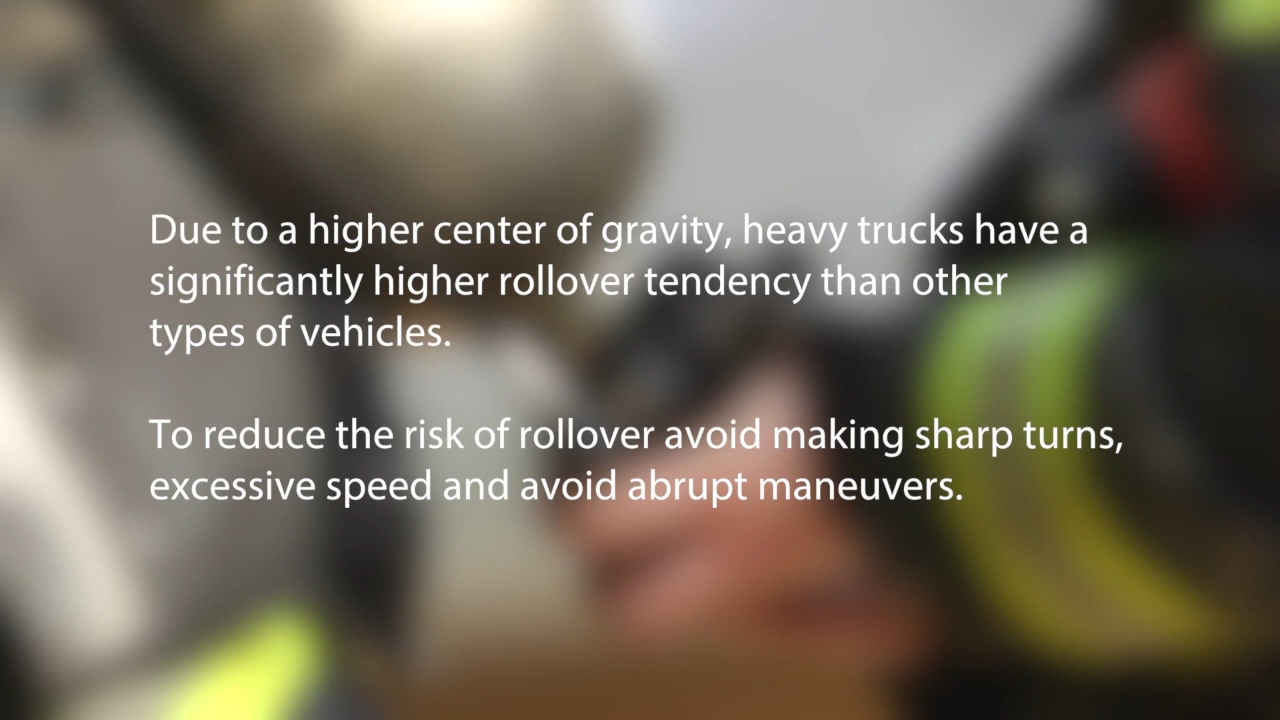 Due to a higher center of gravity, heavy trucks have a
significantly higher rollover tendency than other
types of vehicles.
To reduce the risk of rollover avoid making sharp turns,
excessive speed and avoid abrupt maneuvers.